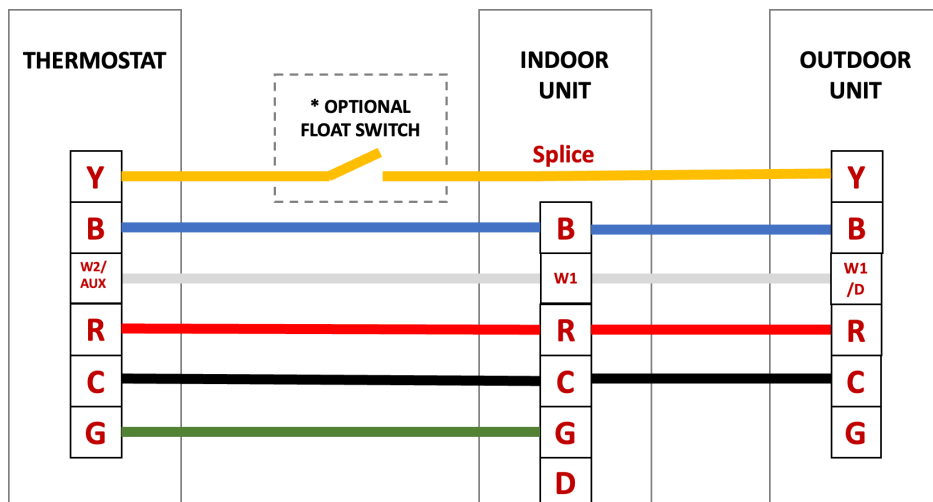 THERMOSTAT
INDOOR
UNIT
OUTDOOR
UNIT
* OPTIONAL
FLOAT SWITCH
Splice
Y
Y
B
B
B
W2/
AUX
W1
W1
/D
R
R
R
C
C
C
G
G
G
D